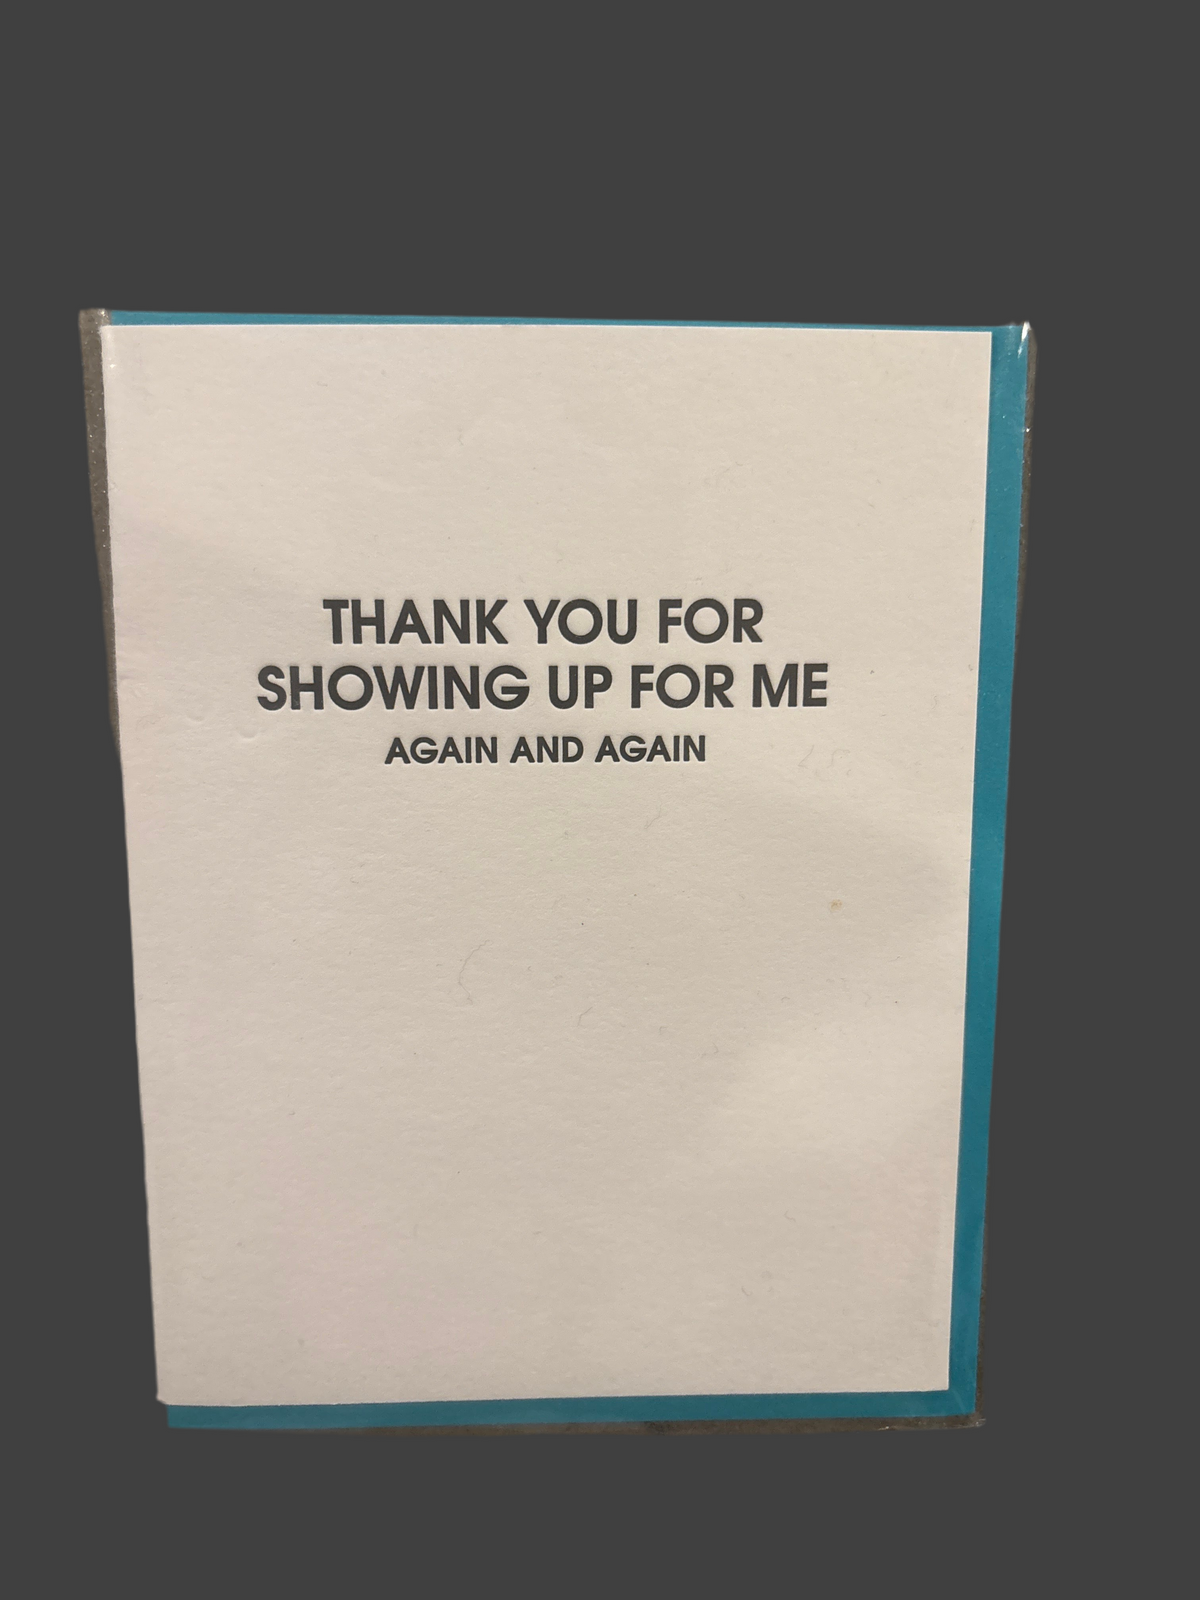 THANK YOU FOR
SHOWING UP FOR ME
AGAIN AND AGAIN